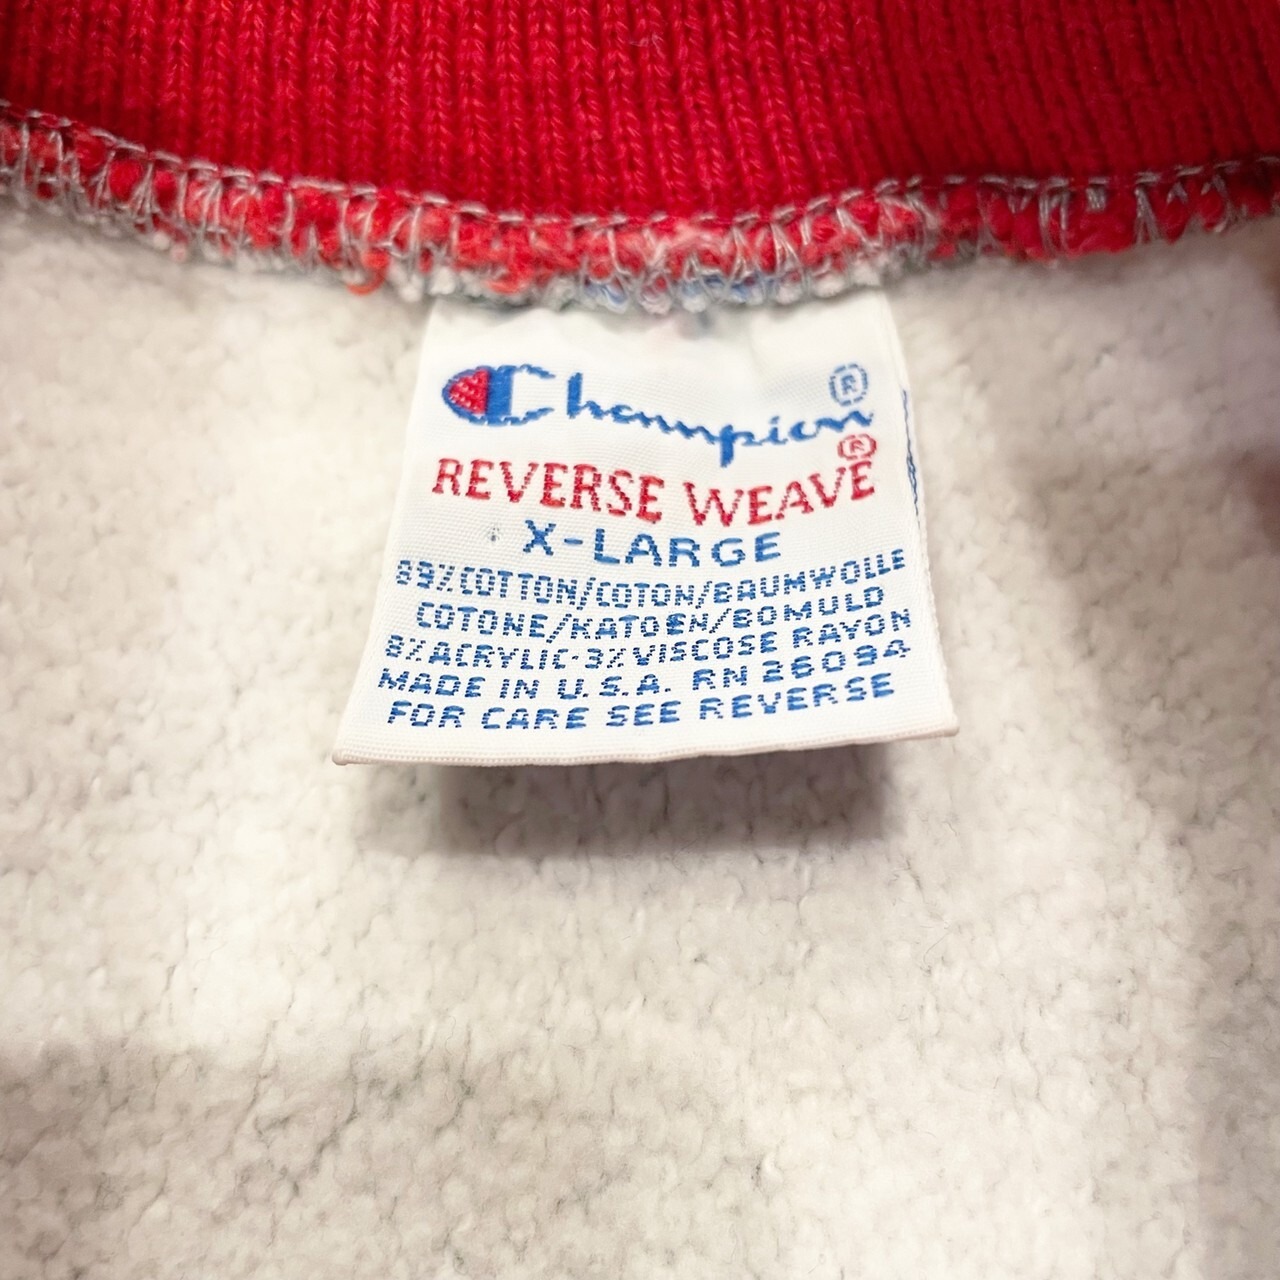 Champion ®
REVERSE WEAVE ®
X-LARGE
89% COTTON/COTON/BAUMWOLLE
COTONE/KATOEN/BOMULD
8% ACRYLIC-3% VISCOSE RAYON
MADE IN U.S.A. RN 26094
FOR CARE SEE REVERSE